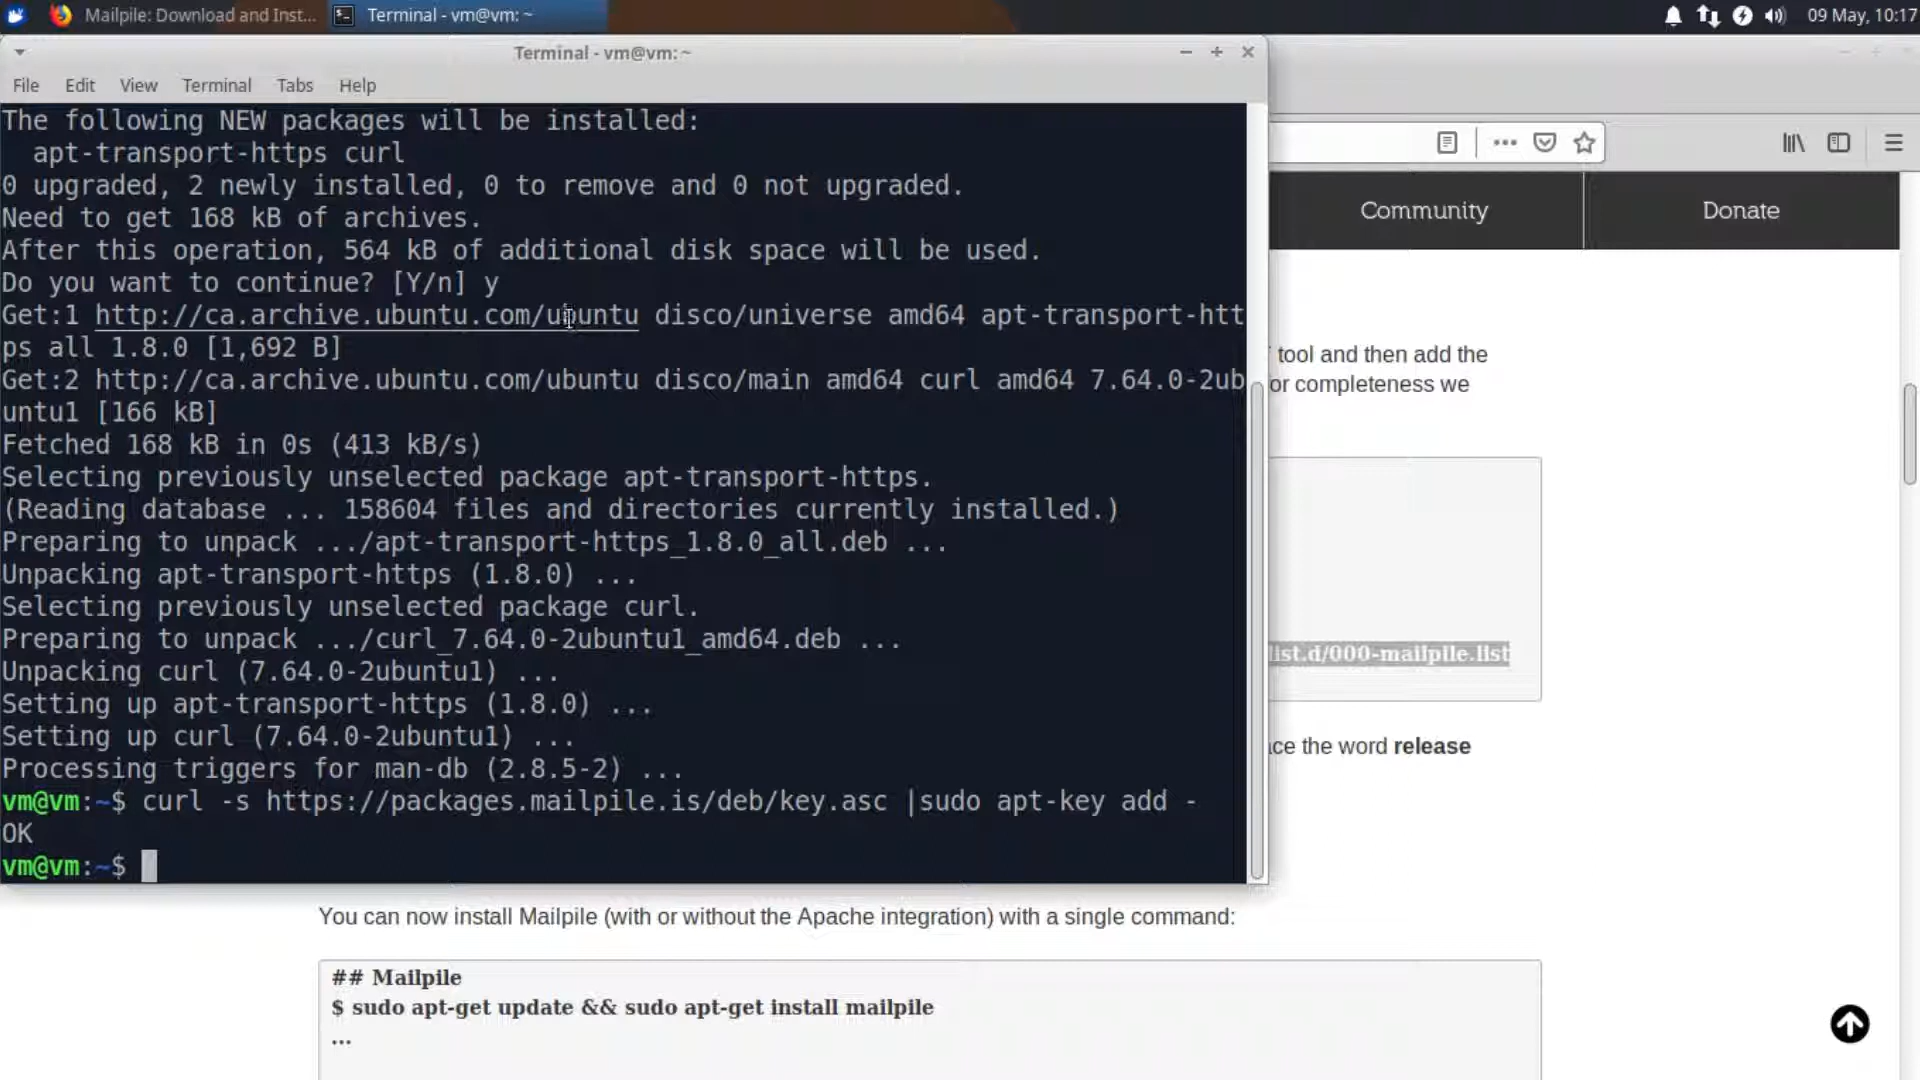 Mailpile: Download and Inst...
Terminal - vm@vm: ~
09 May, 10:17
Terminal - vm@vm: ~
File Edit View Terminal Tabs Help
The following NEW packages will be installed:
apt-transport-https curl
0 upgraded, 2 newly installed, 0 to remove and 0 not upgraded.
Need to get 168 kB of archives.
After this operation, 564 kB of additional disk space will be used.
Do you want to continue? [Y/n] y
Get:1 http://ca.archive.ubuntu.com/ubuntu disco/universe amd64 apt-transport-htt
ps all 1.8.0 [1,692 B]
Get:2 http://ca.archive.ubuntu.com/ubuntu disco/main amd64 curl amd64 7.64.0-2ub
untu1 [166 kB]
Fetched 168 kB in 0s (413 kB/s)
Selecting previously unselected package apt-transport-https.
(Reading database ... 158604 files and directories currently installed.)
Preparing to unpack .../apt-transport-https_1.8.0_all.deb ...
Unpacking apt-transport-https (1.8.0) ...
Selecting previously unselected package curl.
Preparing to unpack .../curl_7.64.0-2ubuntu1_amd64.deb ...
Unpacking curl (7.64.0-2ubuntu1) ...
Setting up apt-transport-https (1.8.0) ...
Setting up curl (7.64.0-2ubuntu1) ...
Processing triggers for man-db (2.8.5-2) ...
vm@vm:~$ curl -s https://packages.mailpile.is/deb/key.asc |sudo apt-key add -
OK
vm@vm:~$
Community
Donate
tool and then add the
or completeness we
list.d/000-mailpile.list
ce the word release
You can now install Mailpile (with or without the Apache integration) with a single command:
## Mailpile
$ sudo apt-get update && sudo apt-get install mailpile
...